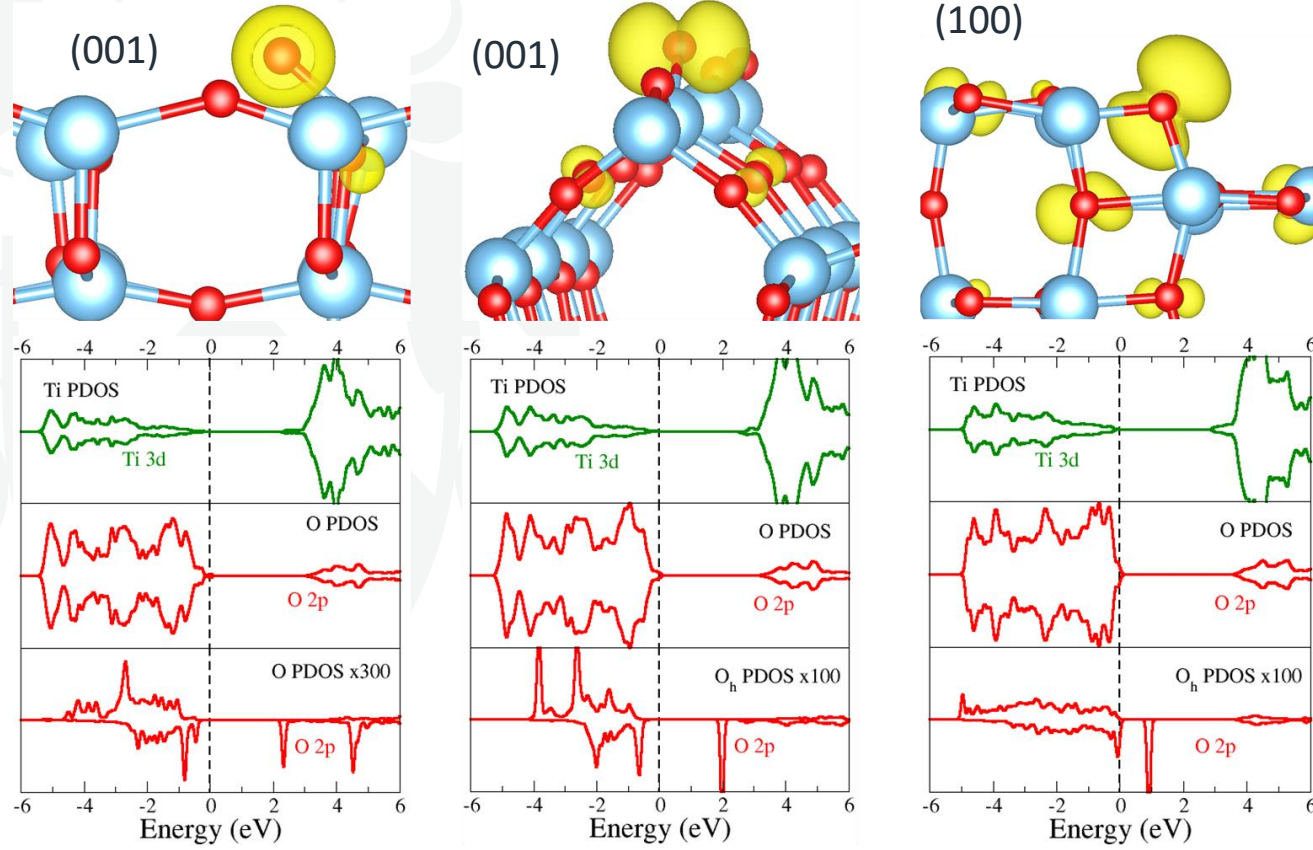 (001)
-6 -4 -2 0 2 4 6
Ti PDOS
Ti 3d
O PDOS
O 2p
O PDOS x300
O 2p
-6 -4 -2 0 2 4 6
Energy (eV)
(001)
-6 -4 -2 0 2 4 6
Ti PDOS
Ti 3d
O PDOS
O 2p
Oh PDOS x100
O 2p
-6 -4 -2 0 2 4 6
Energy (eV)
(100)
-6 -4 -2 0 2 4 6
Ti PDOS
Ti 3d
O PDOS
O 2p
Oh PDOS x100
O 2p
-6 -4 -2 0 2 4 6
Energy (eV)